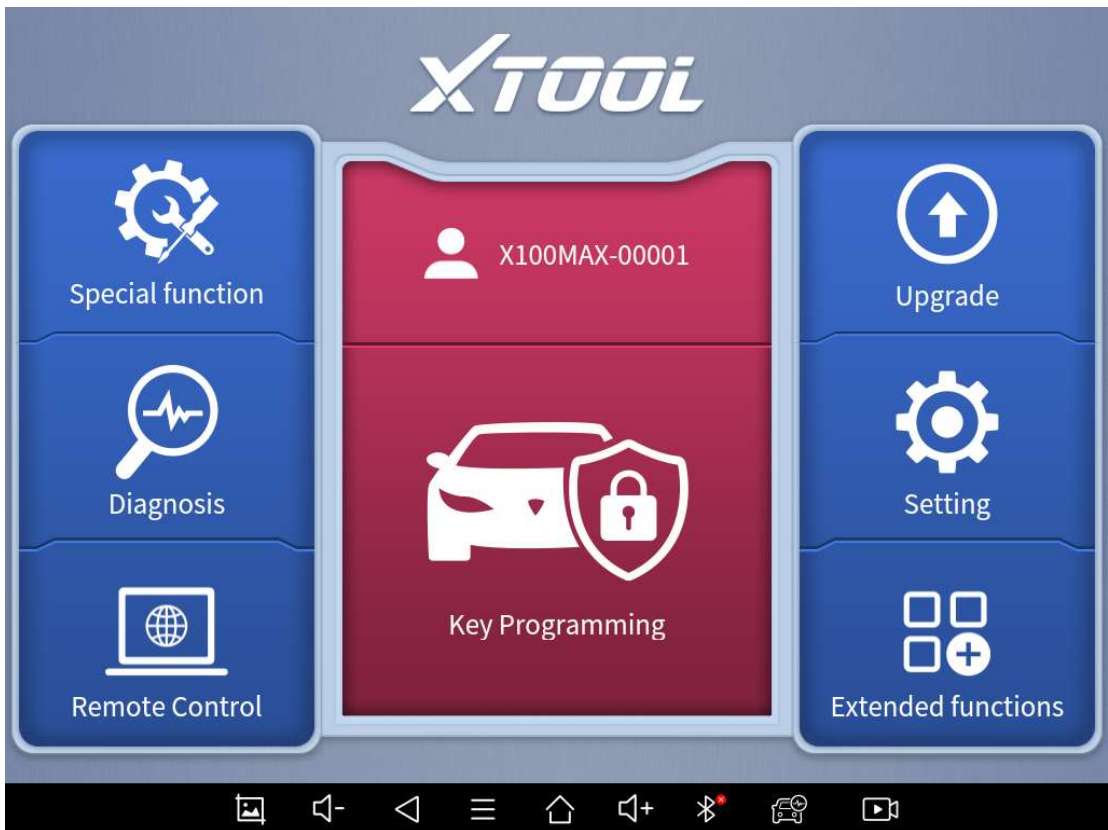 XTOOL
Special function
Diagnosis
Remote Control
X100MAX-00001
Key Programming
Upgrade
Setting
Extended functions